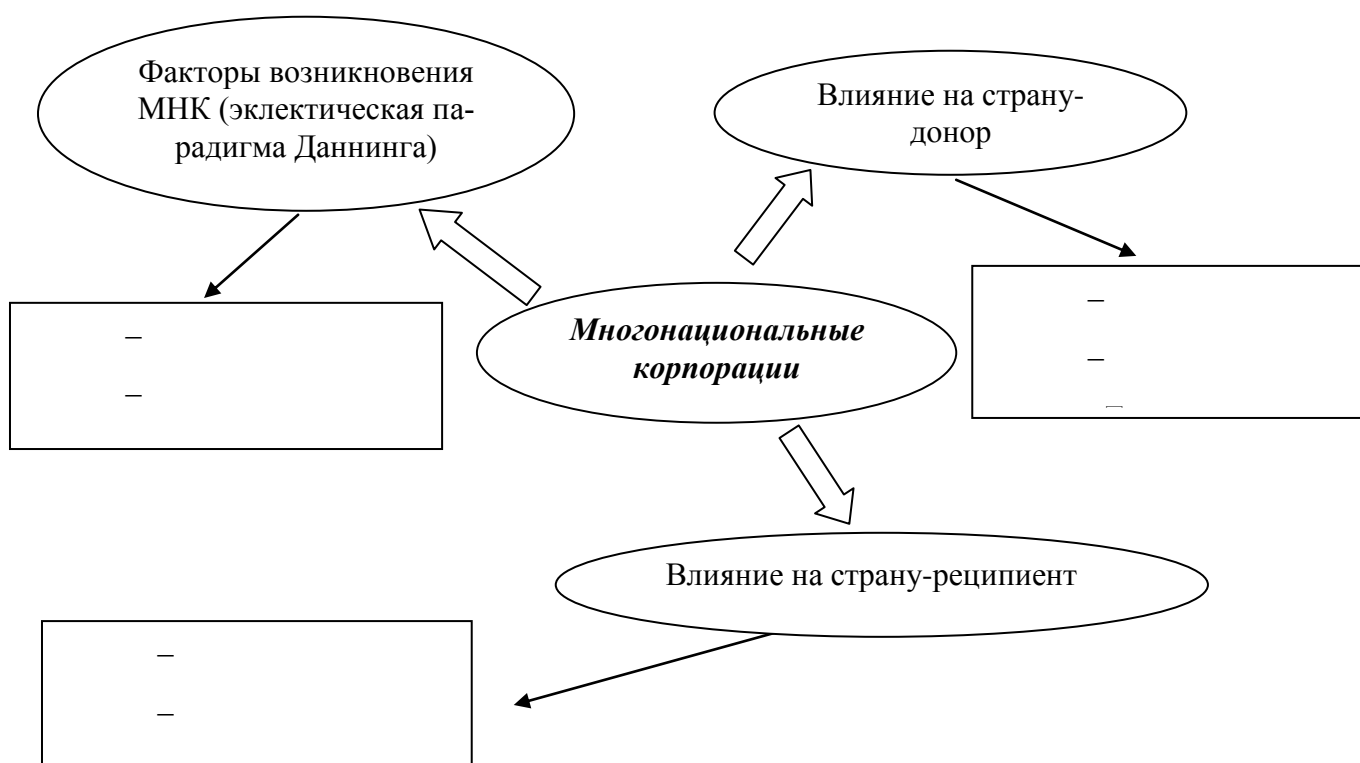 Факторы возникновения
МНК (эклектическая па-
радигма Даннинга)
Влияние на страну-
донор
–
–
Многонациональные
корпорации
–
–
Влияние на страну-реципиент
–
–